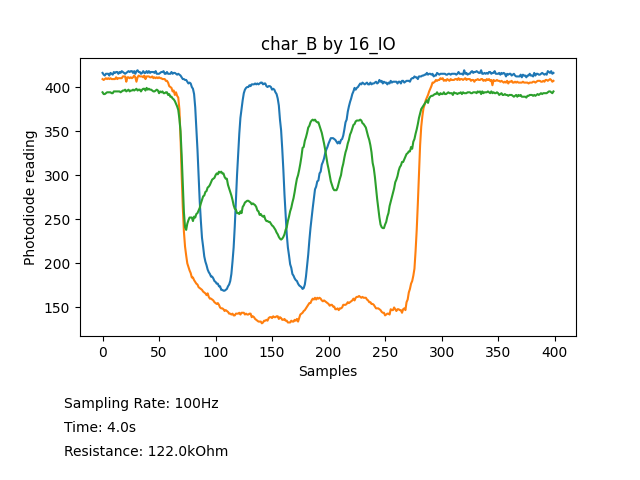 char_B by 16_IO
Photodiode reading
400
350
300
250
200
150
0 50 100 150 200 250 300 350 400
Samples
Sampling Rate: 100Hz
Time: 4.0s
Resistance: 122.0kOhm